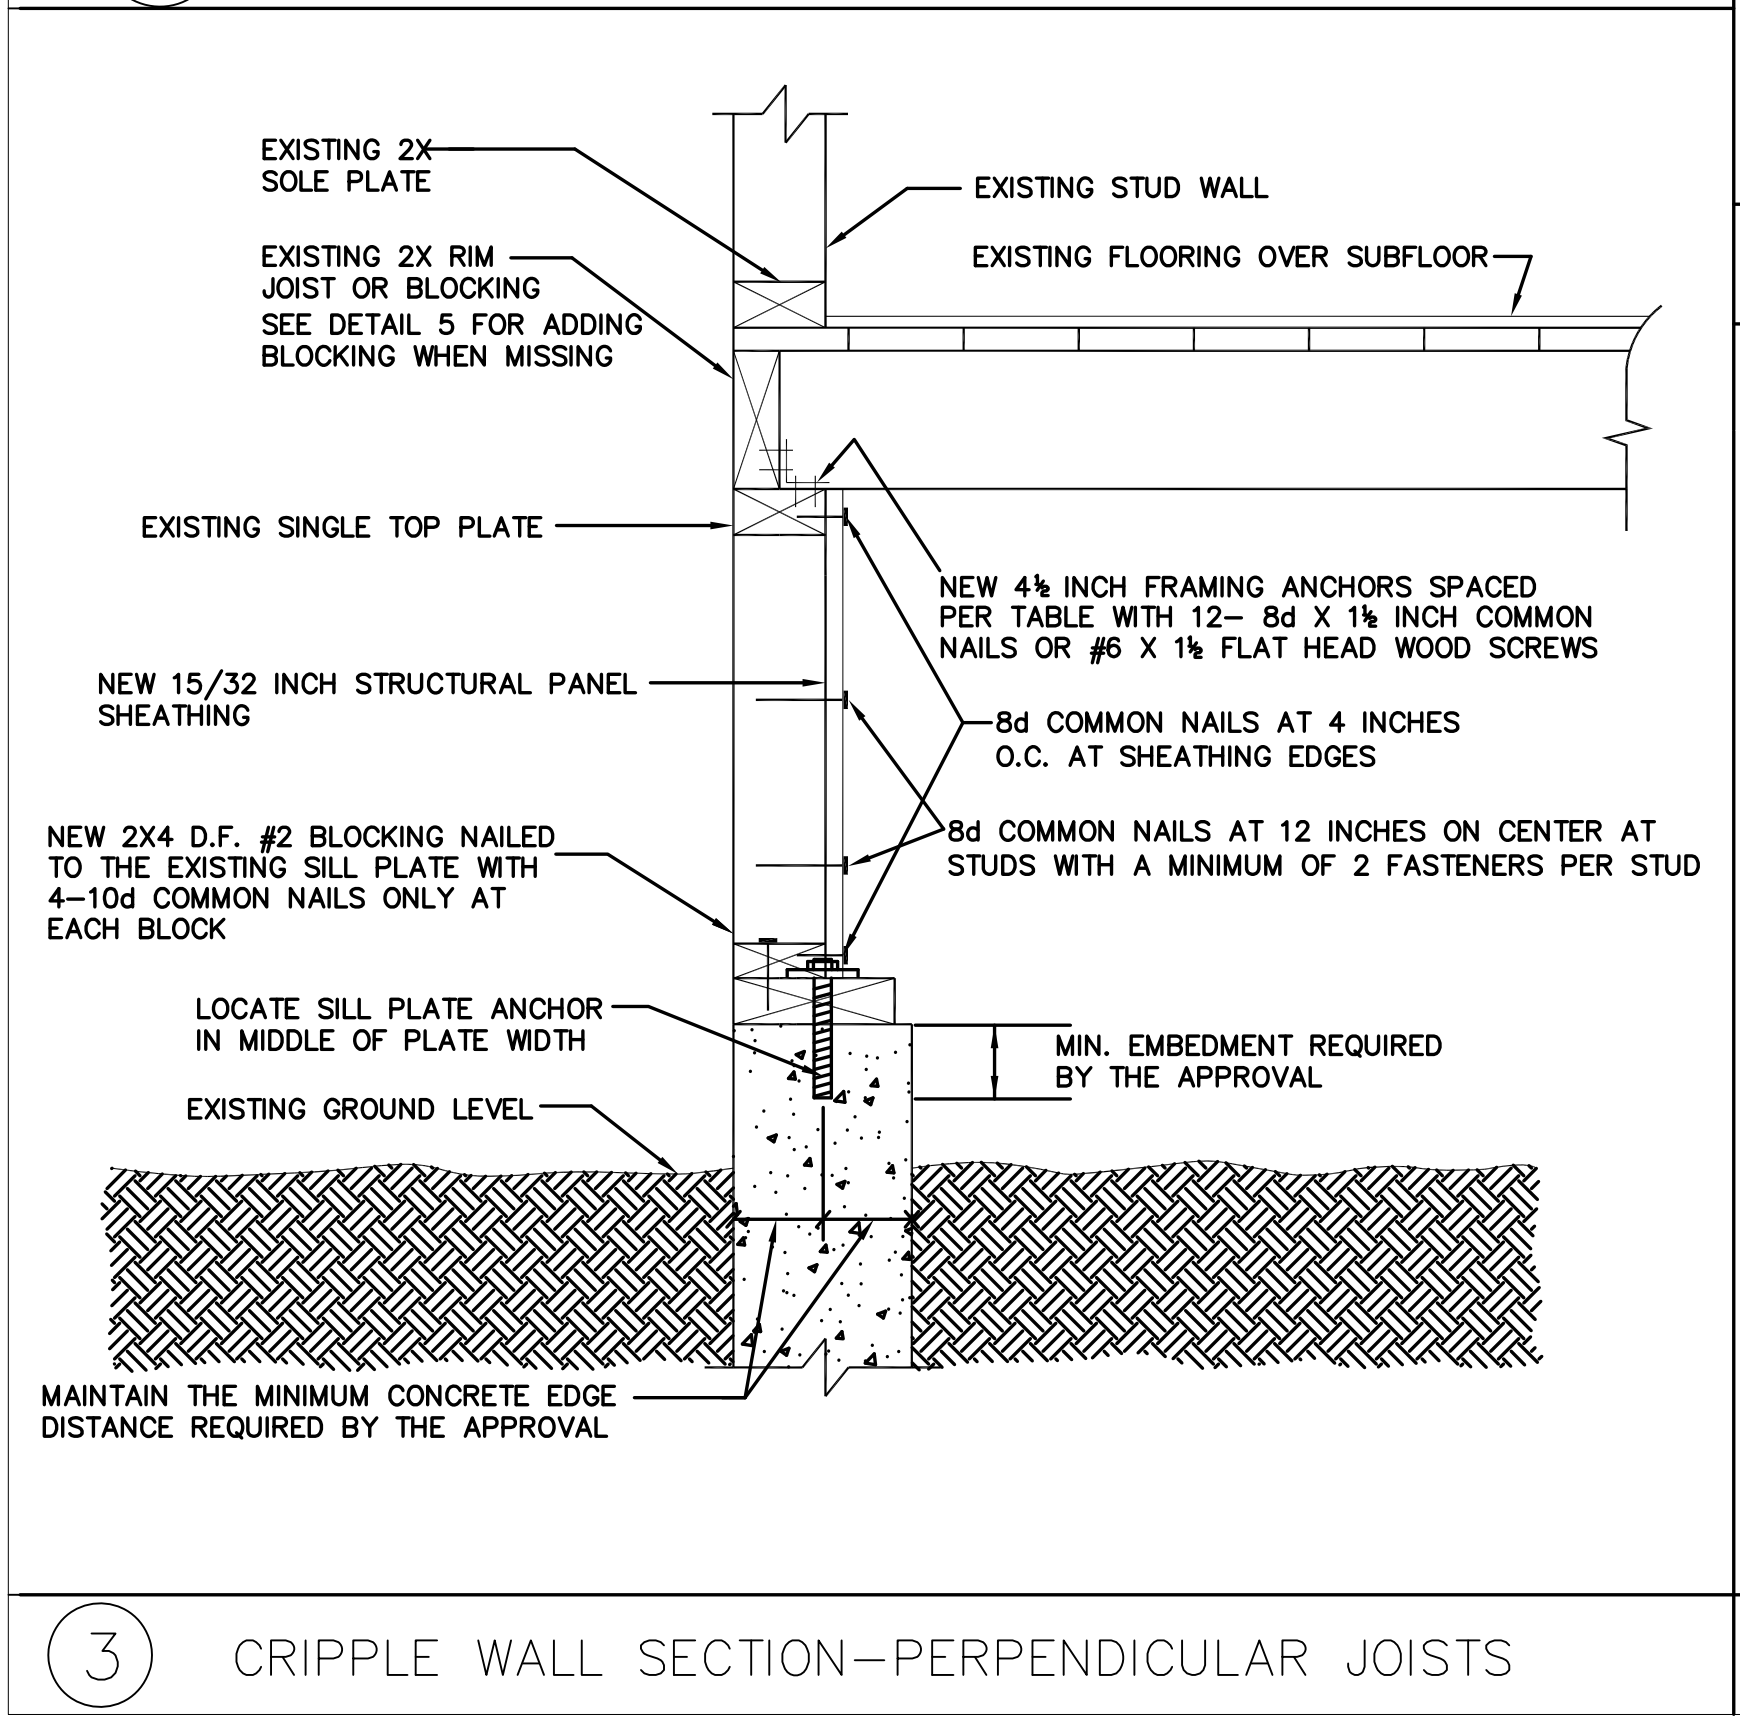 EXISTING 2X
SOLE PLATE
EXISTING STUD WALL
EXISTING 2X RIM
JOIST OR BLOCKING
SEE DETAIL 5 FOR ADDING
BLOCKING WHEN MISSING
EXISTING FLOORING OVER SUBFLOOR
EXISTING SINGLE TOP PLATE
NEW 4½ INCH FRAMING ANCHORS SPACED
PER TABLE WITH 12– 8d X 1½ INCH COMMON
NAILS OR #6 X 1½ FLAT HEAD WOOD SCREWS
NEW 15/32 INCH STRUCTURAL PANEL
SHEATHING
8d COMMON NAILS AT 4 INCHES
O.C. AT SHEATHING EDGES
NEW 2X4 D.F. #2 BLOCKING NAILED
TO THE EXISTING SILL PLATE WITH
4–10d COMMON NAILS ONLY AT
EACH BLOCK
8d COMMON NAILS AT 12 INCHES ON CENTER AT
STUDS WITH A MINIMUM OF 2 FASTENERS PER STUD
LOCATE SILL PLATE ANCHOR
IN MIDDLE OF PLATE WIDTH
MIN. EMBEDMENT REQUIRED
BY THE APPROVAL
EXISTING GROUND LEVEL
MAINTAIN THE MINIMUM CONCRETE EDGE
DISTANCE REQUIRED BY THE APPROVAL
3 CRIPPLE WALL SECTION–PERPENDICULAR JOISTS